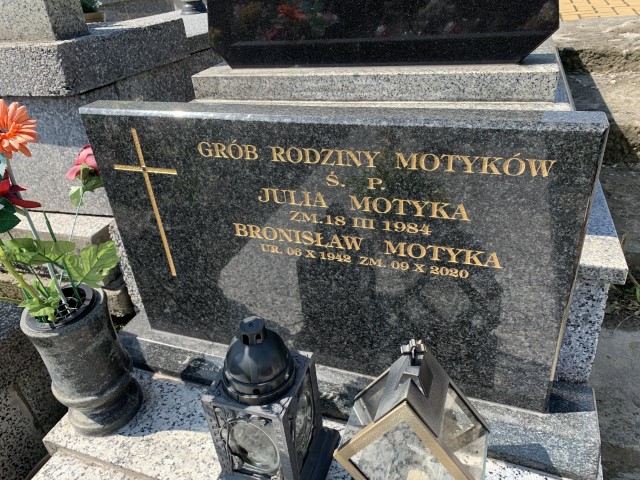 GRÓB RODZINY MOTYKÓW
Ś. P.
JULIA MOTYKA
ZM. 18 III 1984
BRONISŁAW MOTYKA
UR. 06 X 1942 ZM. 09 X 2020